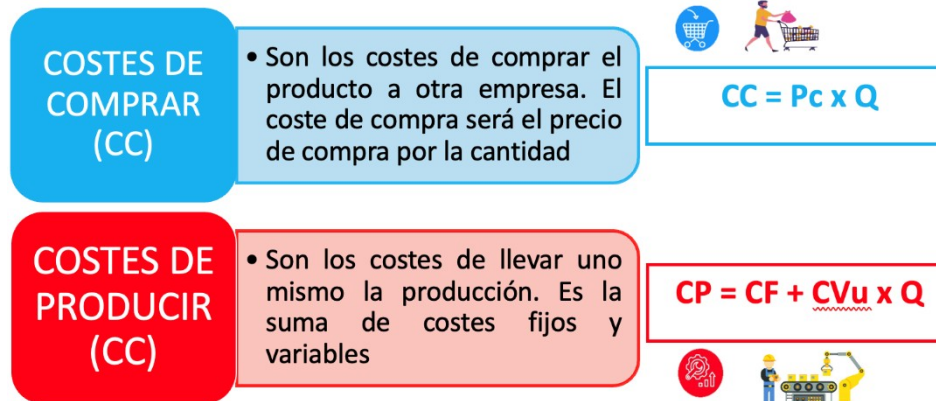 COSTES DE
COMPRAR
(CC)
• Son los costes de comprar el
producto a otra empresa. El
coste de compra será el precio
de compra por la cantidad
CC = Pc x Q
COSTES DE
PRODUCIR
(CC)
• Son los costes de llevar uno
mismo la producción. Es la
suma de costes fijos y
variables
CP = CF + CVu x Q